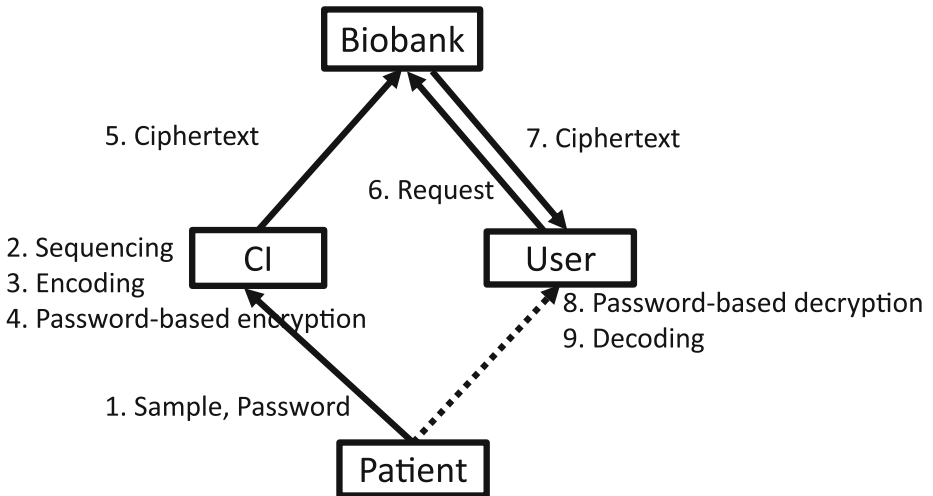 Biobank
5. Ciphertext
7. Ciphertext
6. Request
2. Sequencing
3. Encoding
4. Password-based encryption
CI
User
8. Password-based decryption
9. Decoding
1. Sample, Password
Patient